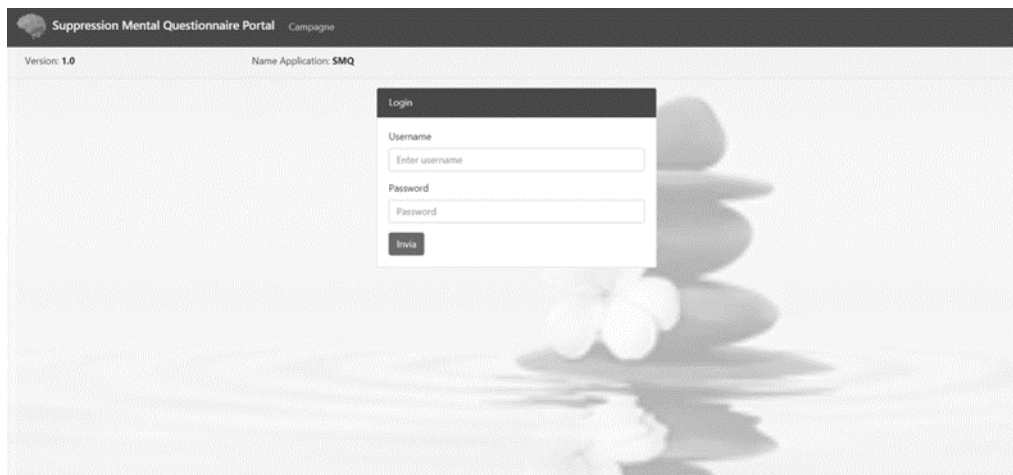 Suppression Mental Questionnaire Portal Campagne
Version: 1.0 Name Application: SMQ
Login
Username
Enter username
Password
Password
Invia